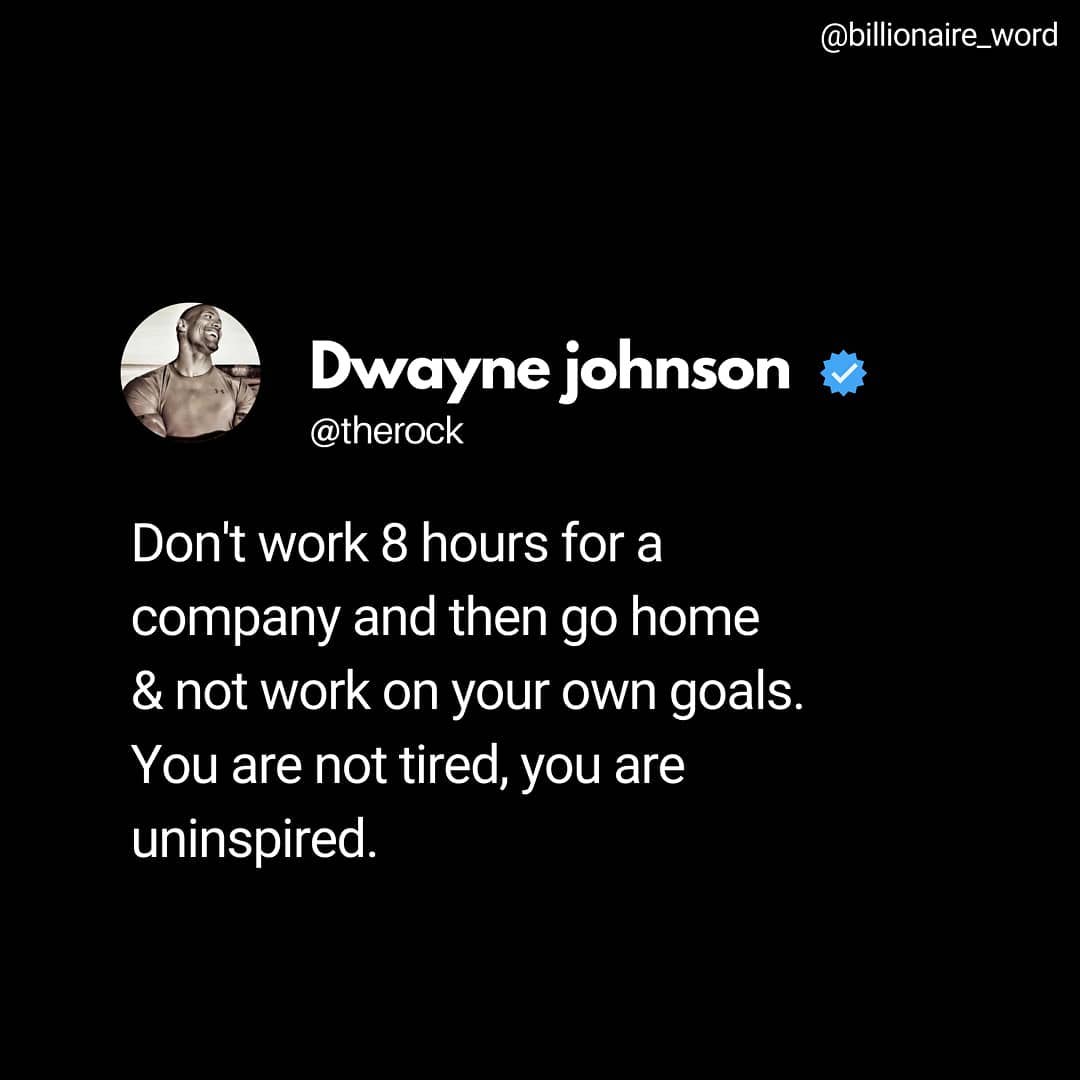 @billionaire_word
Dwayne johnson
@therock
Don't work 8 hours for a
company and then go home
& not work on your own goals.
You are not tired, you are
uninspired.